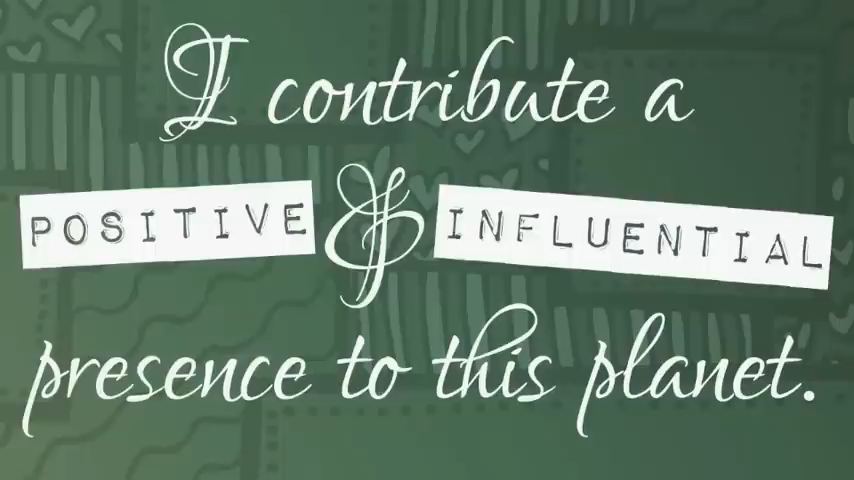 I contribute a
POSITIVE & INFLUENTIAL
presence to this planet.